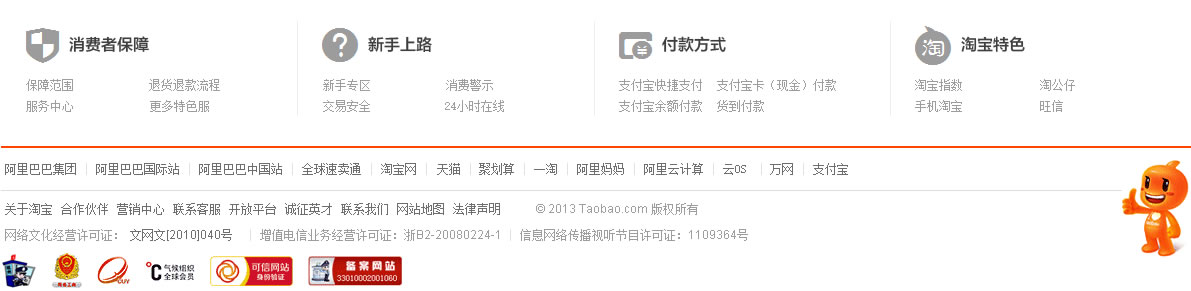 消费者保障 新手上路 付款方式 淘 淘宝特色
保障范围 退货退款流程 新手专区 消费警示 支付宝快捷支付 支付宝卡（现金）付款 淘宝指数 淘公仔
服务中心 更多特色服 交易安全 24小时在线 支付宝余额付款 货到付款 手机淘宝 旺信
阿里巴巴集团 | 阿里巴巴国际站 | 阿里巴巴中国站 | 全球速卖通 | 淘宝网 | 天猫 | 聚划算 | 一淘 | 阿里妈妈 | 阿里云计算 | 云OS | 万网 | 支付宝
关于淘宝 合作伙伴 营销中心 联系客服 开放平台 诚征英才 联系我们 网站地图 法律声明 © 2013 Taobao.com 版权所有
网络文化经营许可证： 文网文[2010]040号 | 增值电信业务经营许可证：浙B2-20080224-1 | 信息网络传播视听节目许可证：1109364号
°C 气候组织 全球会员 可信网站 身份验证 备案网站 33010002001060